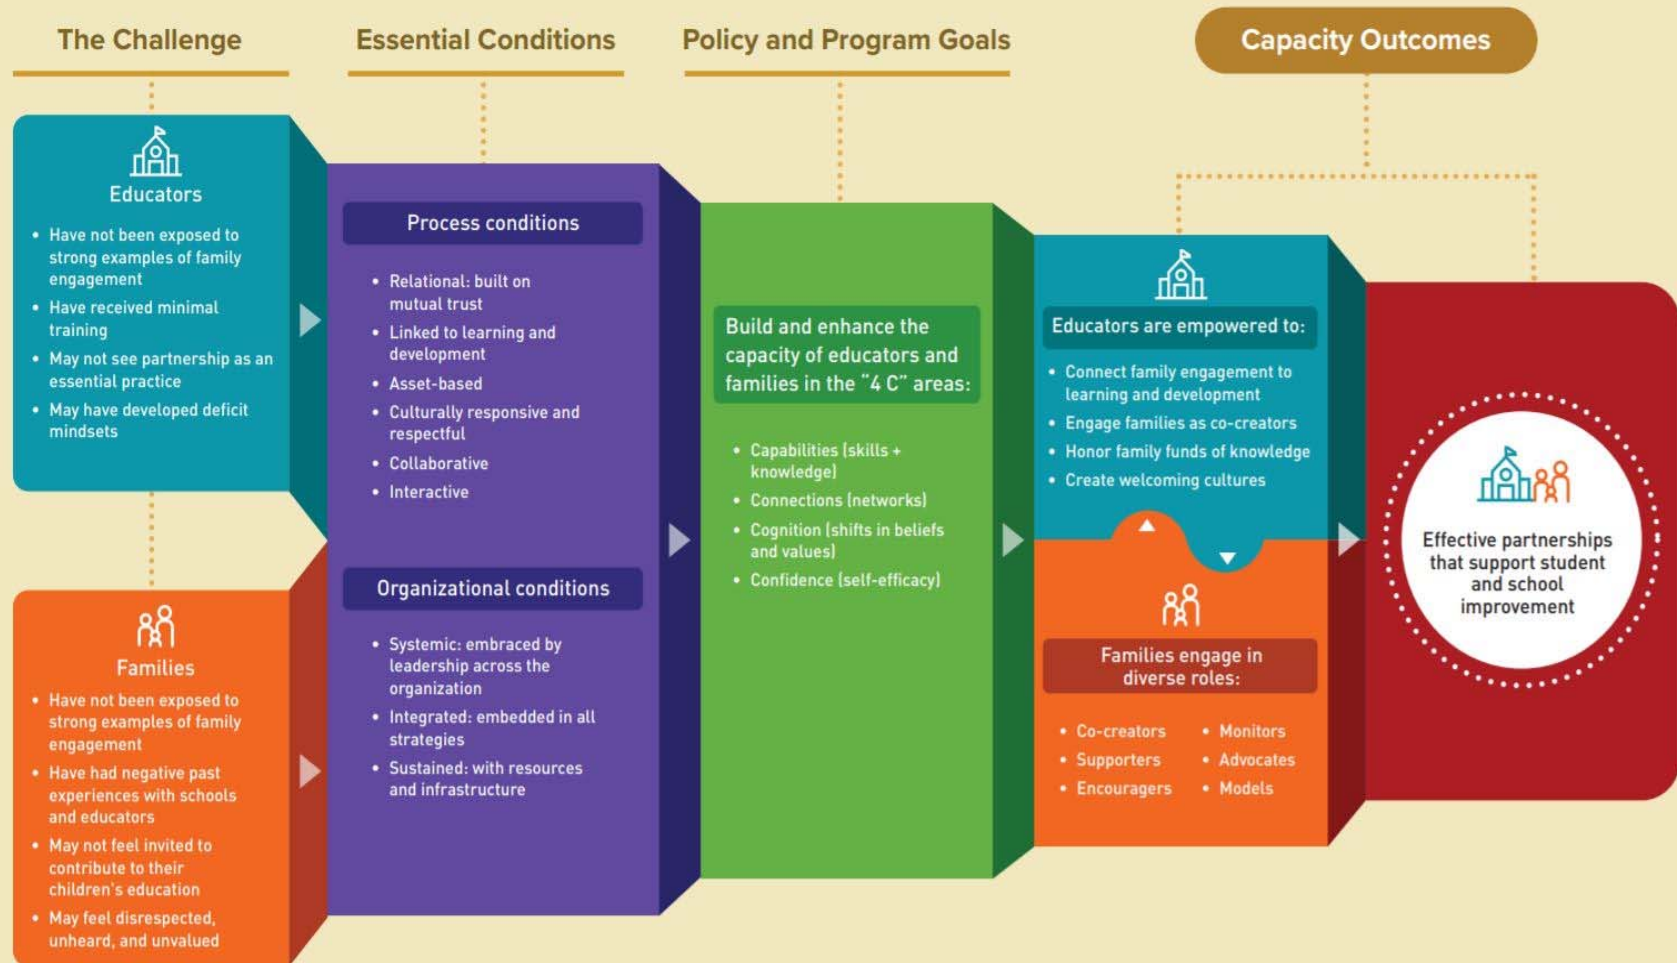 The Challenge
Essential Conditions
Policy and Program Goals
Capacity Outcomes
Educators
• Have not been exposed to
strong examples of family
engagement
• Have received minimal
training
• May not see partnership as an
essential practice
• May have developed deficit
mindsets
Families
• Have not been exposed to
strong examples of family
engagement
• Have had negative past
experiences with schools
and educators
• May not feel invited to
contribute to their
children's education
• May feel disrespected,
unheard, and unvalued
Process conditions
• Relational: built on
mutual trust
• Linked to learning and
development
• Asset-based
• Culturally responsive and
respectful
• Collaborative
• Interactive
Organizational conditions
• Systemic: embraced by
leadership across the
organization
• Integrated: embedded in all
strategies
• Sustained: with resources
and infrastructure
Build and enhance the
capacity of educators and
families in the "4 C" areas:
• Capabilities (skills +
knowledge)
• Connections (networks)
• Cognition (shifts in beliefs
and values)
• Confidence (self-efficacy)
Educators are empowered to:
• Connect family engagement to
learning and development
• Engage families as co-creators
• Honor family funds of knowledge
• Create welcoming cultures
Families engage in
diverse roles:
• Co-creators
• Supporters
• Encouragers
• Monitors
• Advocates
• Models
Effective partnerships
that support student
and school
improvement